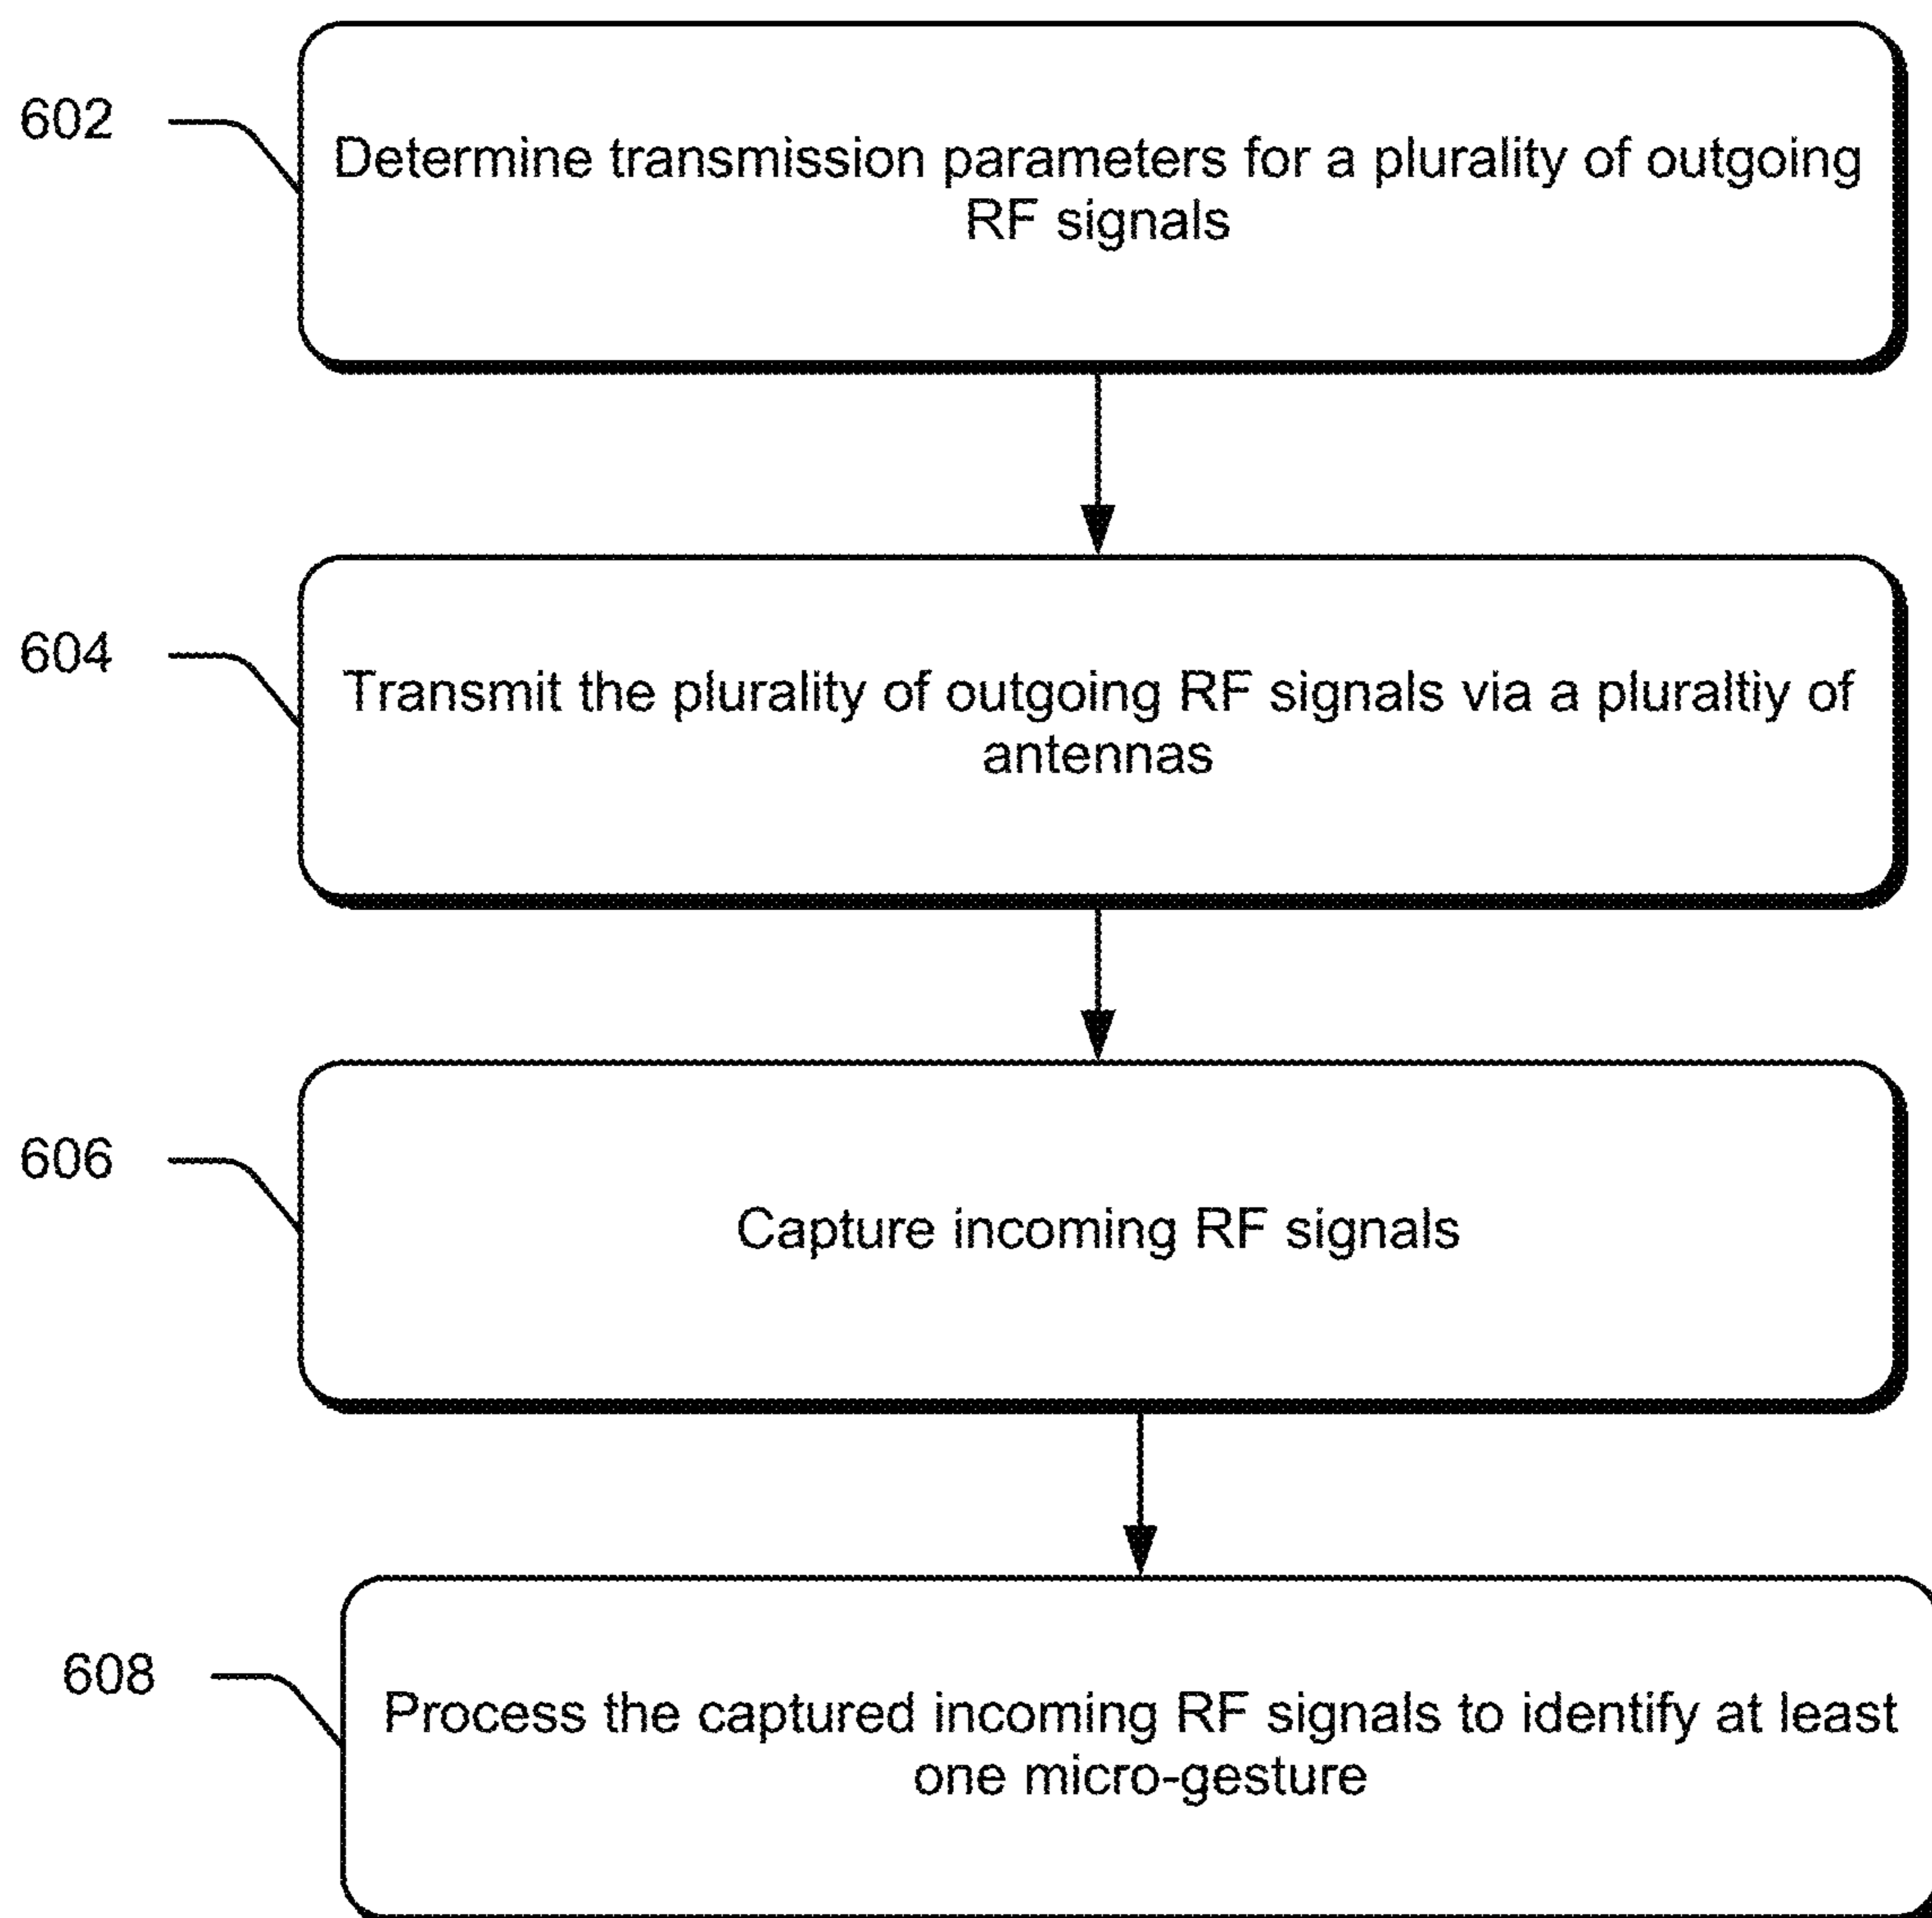 602
Determine transmission parameters for a plurality of outgoing
RF signals
604
Transmit the plurality of outgoing RF signals via a pluraltiy of
antennas
606
Capture incoming RF signals
608
Process the captured incoming RF signals to identify at least
one micro-gesture